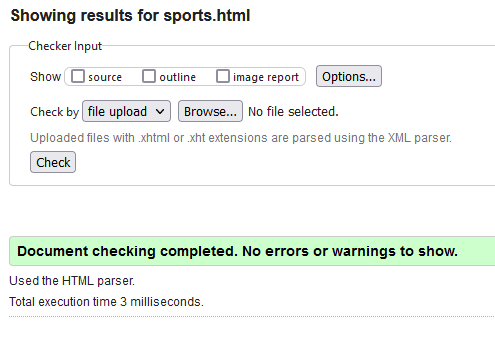 Showing results for sports.html
Checker Input
Show source outline image report Options...
Check by file upload Browse... No file selected.
Uploaded files with .xhtml or .xht extensions are parsed using the XML parser.
Check
Document checking completed. No errors or warnings to show.
Used the HTML parser.
Total execution time 3 milliseconds.